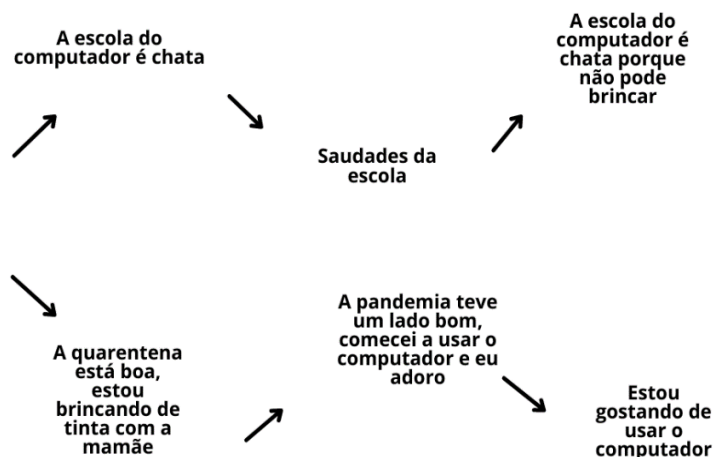 A escola do
computador é chata
Saudades da
escola
A escola do
computador é
chata porque
não pode
brincar
A quarentena
está boa,
estou
brincando de
tinta com a
mamãe
A pandemia teve
um lado bom,
comecei a usar o
computador e eu
adoro
Estou
gostando de
usar o
computador